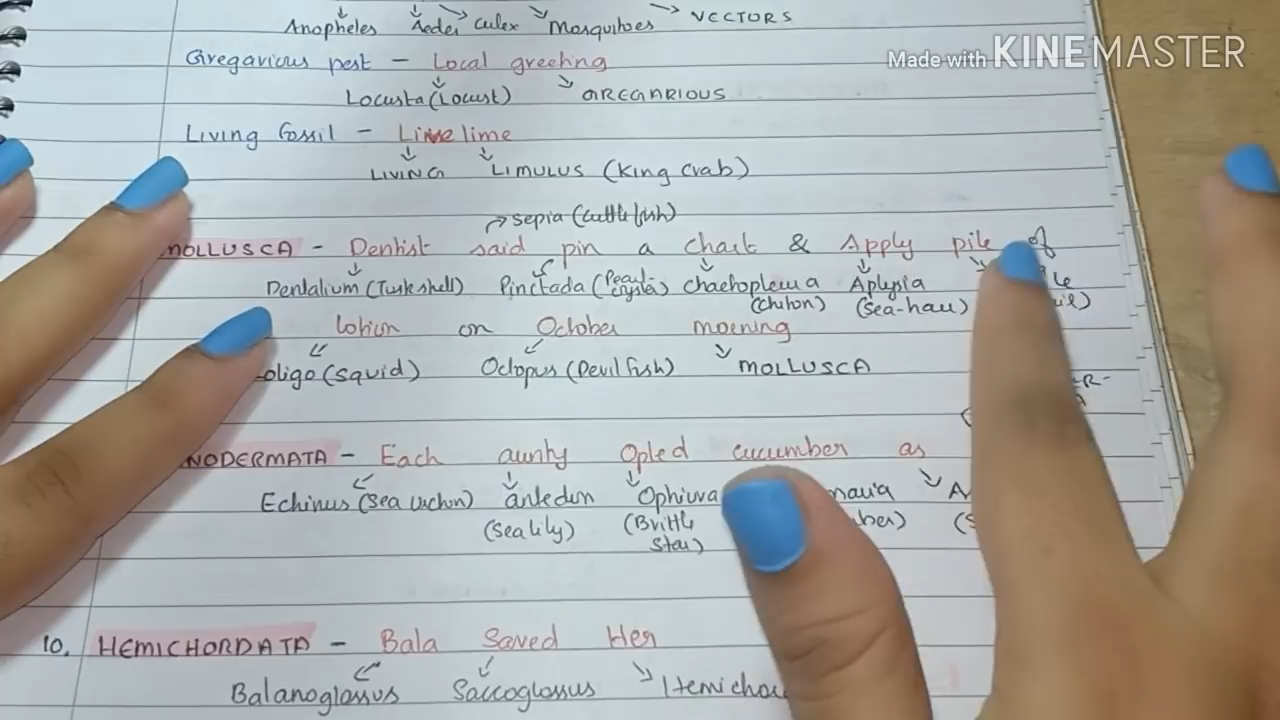 Anopheles Aedes culex Mosquitoes VECTORS
Made with KINEMASTER
Gregarious pest - Local greeting
Locusta (Locust) GREGARIOUS
Living fossil - Live lime
LIVING LIMULUS (King Crab)
sepia (Cuttle fish)
MOLLUSCA - Dentist said pin a chart & Apply pile of
Dentalium (Tusk shell) Pinctada (Pearl- oyster) Chaetopleura (Chiton) Aplysia (Sea-hare)
lotion on October morning
oligo (Squid) Octopus (Devil fish) MOLLUSCA
NODERMATA - Each aunty Opted cucumber as
Echinus (Sea urchin) antedon (Sea lily) Ophiura (Brittle Star)
10. HEMICHORDATA - Bala Saved Her
Balanoglossus Saccoglossus Hemichor